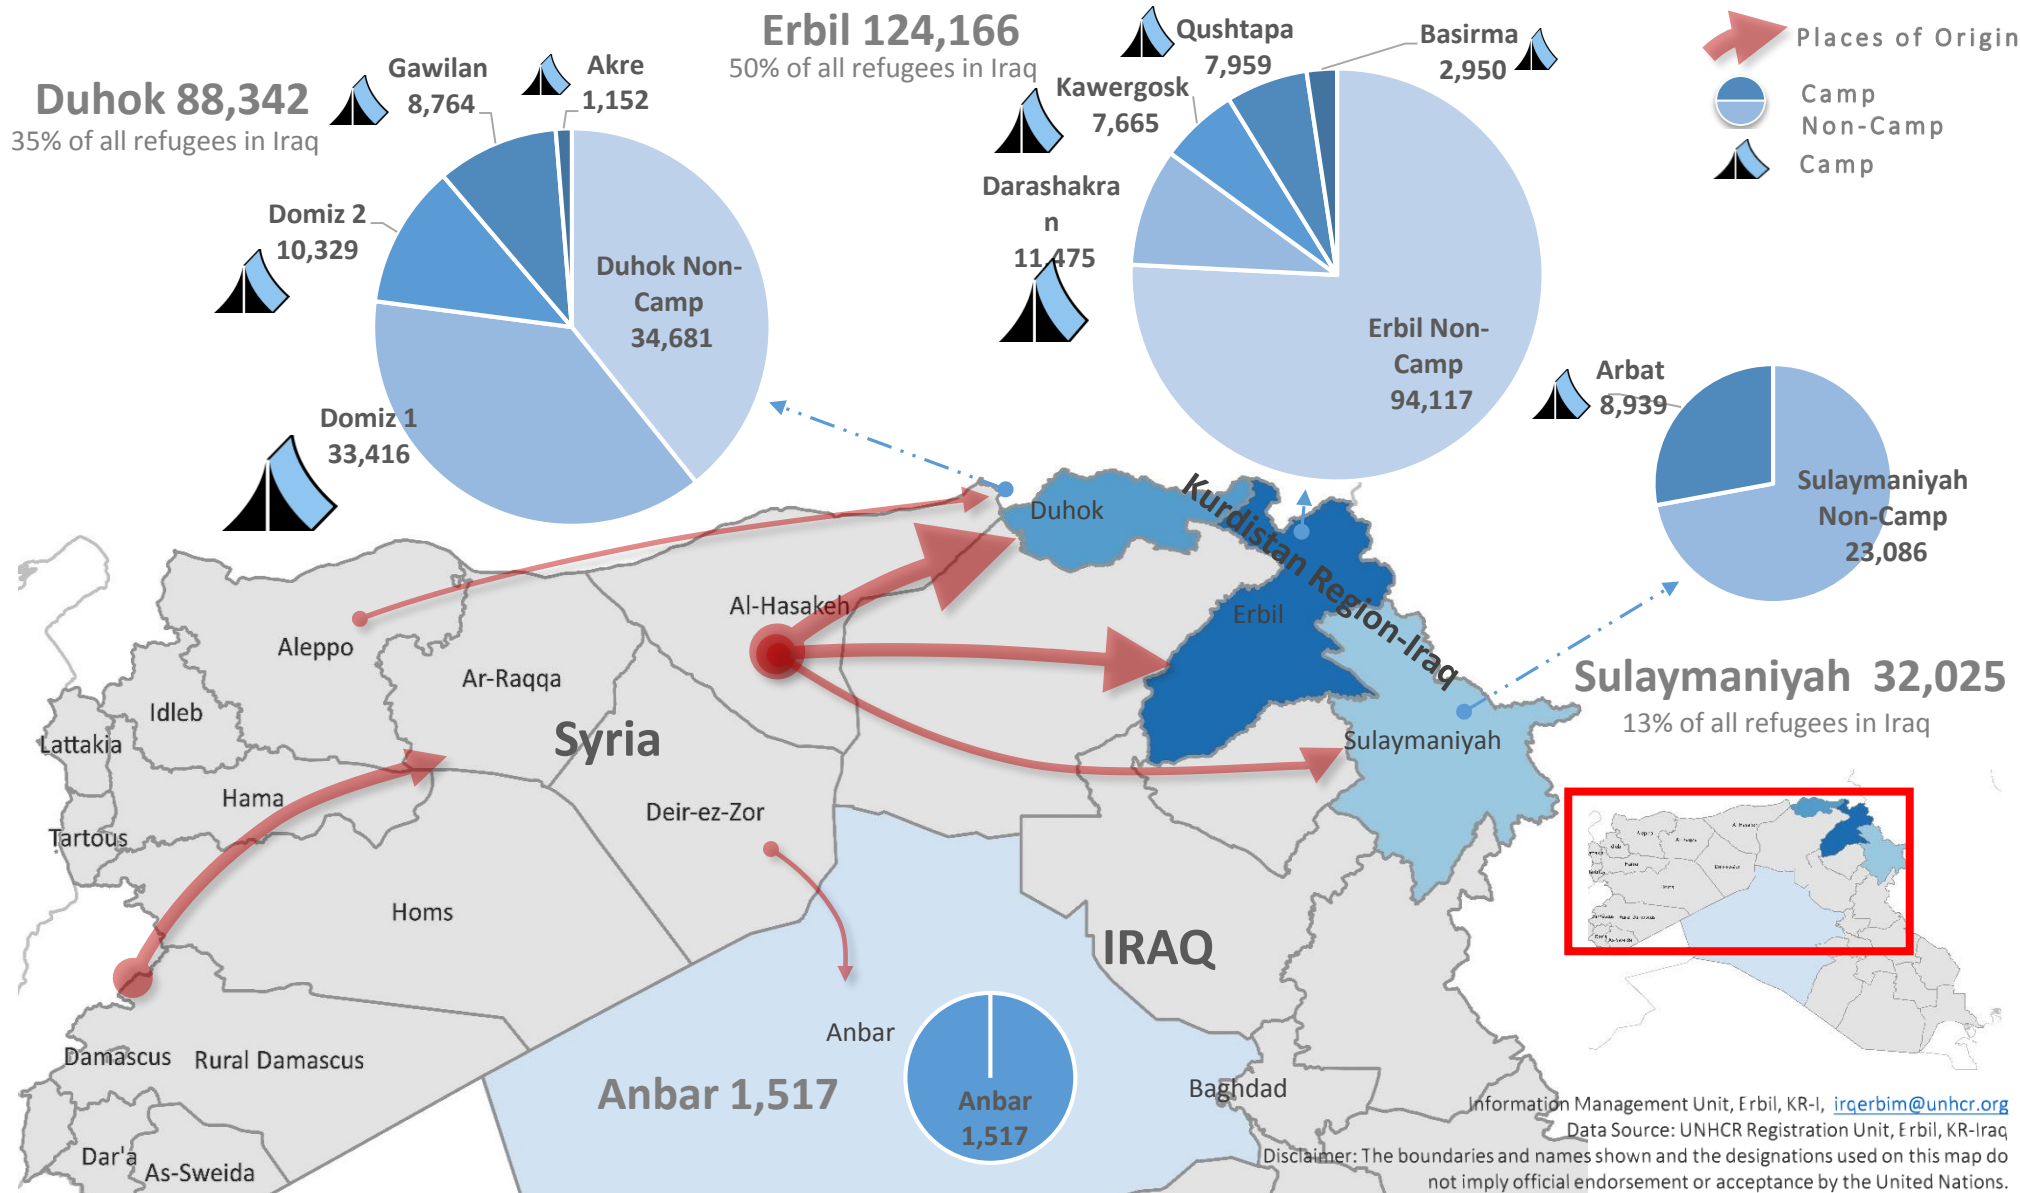 Erbil 124,166
50% of all refugees in Iraq
Duhok 88,342
35% of all refugees in Iraq
Gawilan
8,764
Akre
1,152
Domiz 2
10,329
Duhok Non-
Camp
34,681
Domiz 1
33,416
Qushtapa
7,959
Basirma
2,950
Kawergosk
7,665
Darashakra
n
11,475
Erbil Non-
Camp
94,117
Places of Origin
Camp
Non-Camp
Camp
Arbat
8,939
Sulaymaniyah
Non-Camp
23,086
Sulaymaniyah 32,025
13% of all refugees in Iraq
Kurdistan Region-Iraq
Duhok
Erbil
Sulaymaniyah
Al-Hasakeh
Aleppo
Ar-Raqqa
Idleb
Lattakia
Syria
Hama
Deir-ez-Zor
Tartous
Homs
IRAQ
Anbar
Damascus
Rural Damascus
Anbar 1,517
Anbar
1,517
Baghdad
Dar'a
As-Sweida
Aleppo
Idleb
Hama
Homs
Rural Damascus
As-Sweida
Information Management Unit, Erbil, KR-I, irqerbim@unhcr.org
Data Source: UNHCR Registration Unit, Erbil, KR-Iraq
Disclaimer: The boundaries and names shown and the designations used on this map do
not imply official endorsement or acceptance by the United Nations.